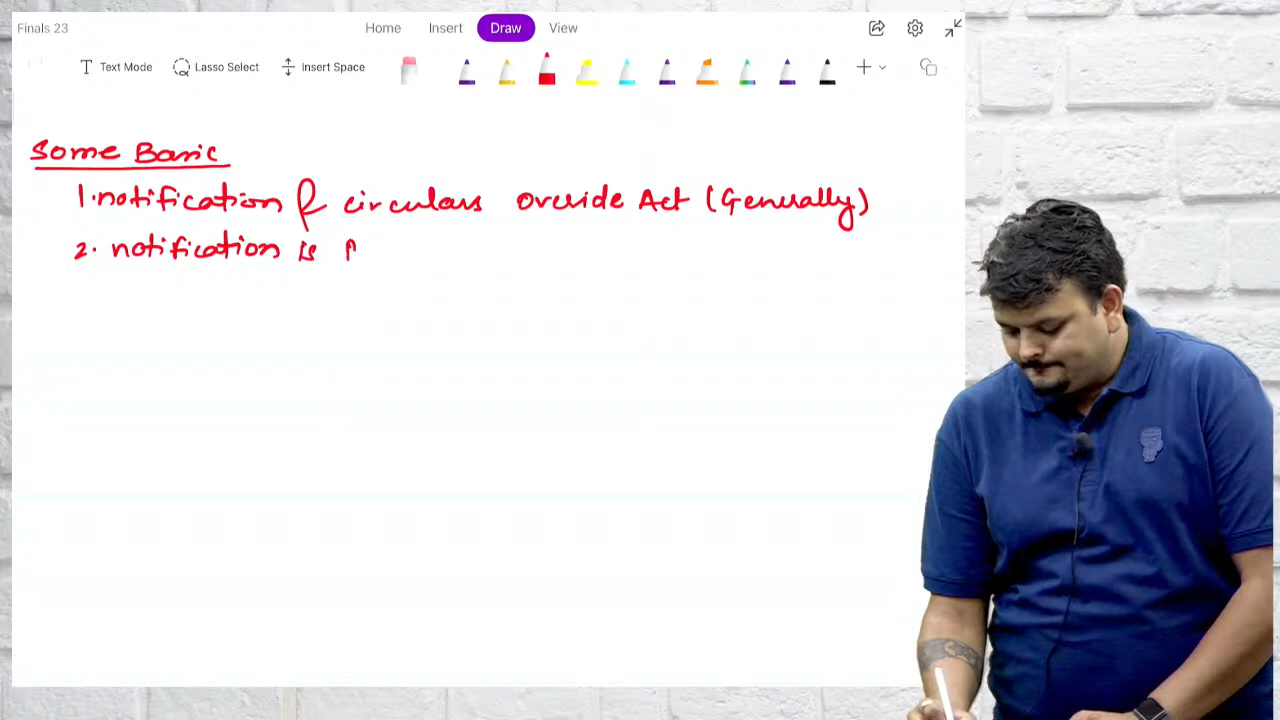 Finals 23
Home Insert Draw View
Text Mode Lasso Select Insert Space
Some Basic
1. notification & circulars override Act (Generally)
2. notification is